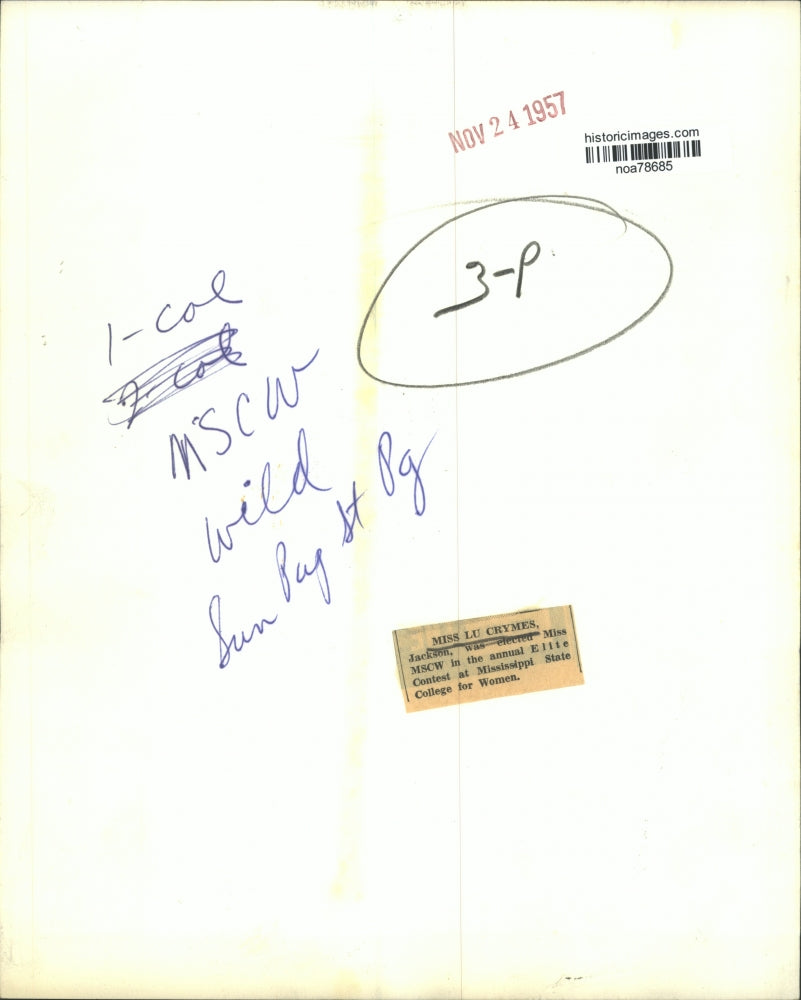 NOV 24 1957
historicimages.com
noa78685
3-P
1-col
2-col
MSCW
wild
Sun Pag St Pg
MISS LU CRYMES,
Jackson, was elected Miss
MSCW in the annual Elite
Contest at Mississippi State
College for Women.